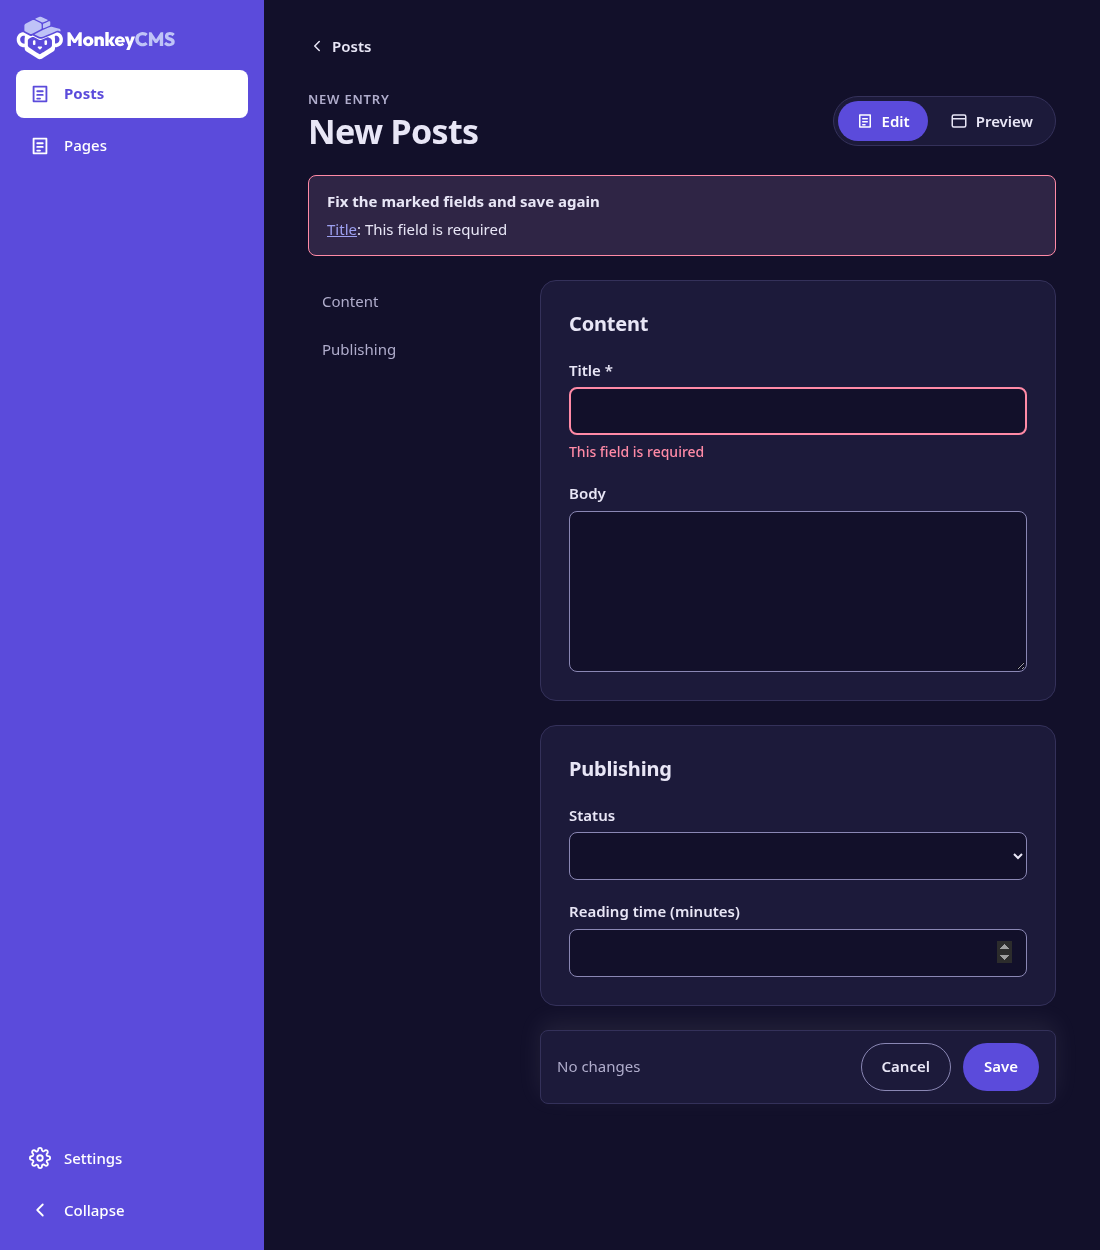 MonkeyCMS
Posts
Pages
Settings
Collapse
Posts
NEW ENTRY
New Posts
Edit
Preview
Fix the marked fields and save again
Title: This field is required
Content
Publishing
Content
Title *
This field is required
Body
Publishing
Status
Reading time (minutes)
No changes
Cancel
Save